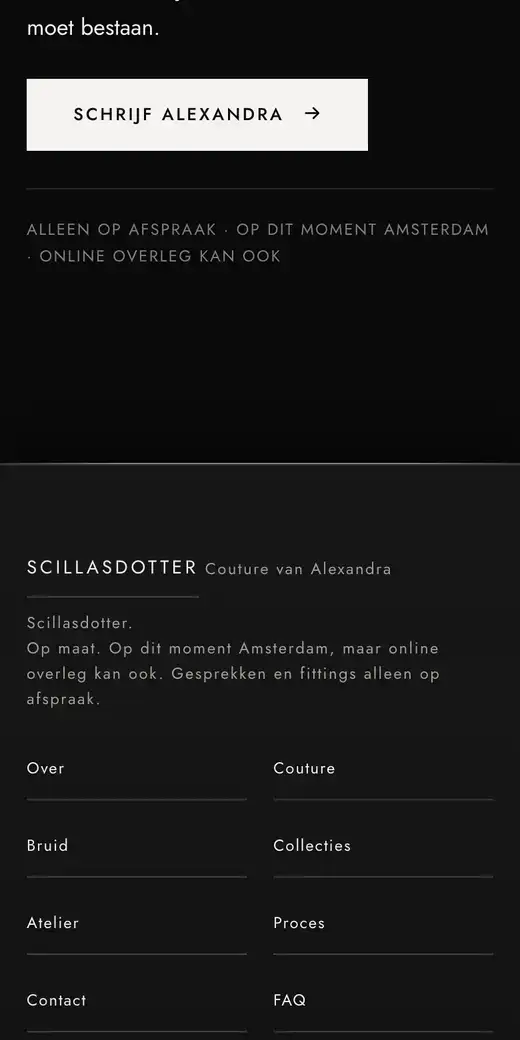 moet bestaan.
SCHRIJF ALEXANDRA →
ALLEEN OP AFSPRAAK · OP DIT MOMENT AMSTERDAM
· ONLINE OVERLEG KAN OOK
SCILLASDOTTER Couture van Alexandra
Scillasdotter.
Op maat. Op dit moment Amsterdam, maar online
overleg kan ook. Gesprekken en fittings alleen op
afspraak.
Over
Couture
Bruid
Collecties
Atelier
Proces
Contact
FAQ